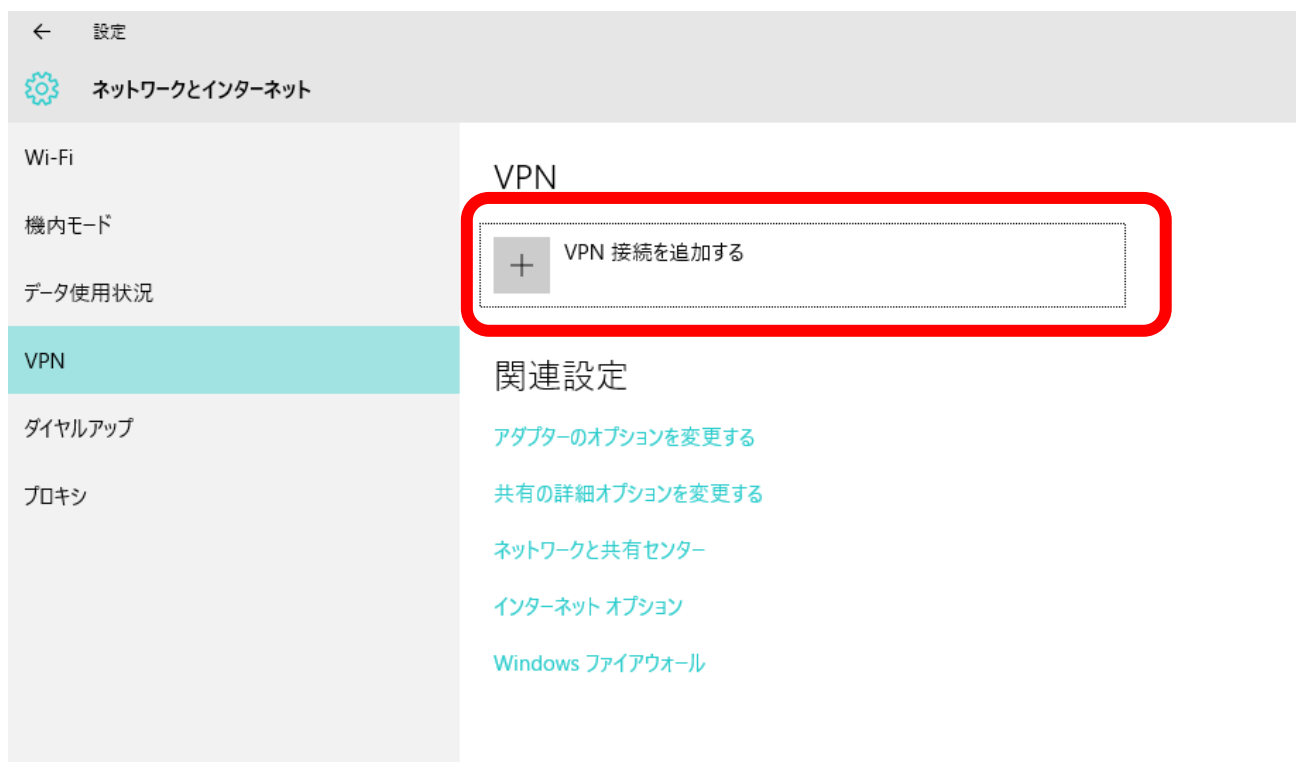 設定
ネットワークとインターネット
Wi-Fi
機内モード
データ使用状況
VPN
ダイヤルアップ
プロキシ
VPN
VPN 接続を追加する
関連設定
アダプターのオプションを変更する
共有の詳細オプションを変更する
ネットワークと共有センター
インターネット オプション
Windows ファイアウォール